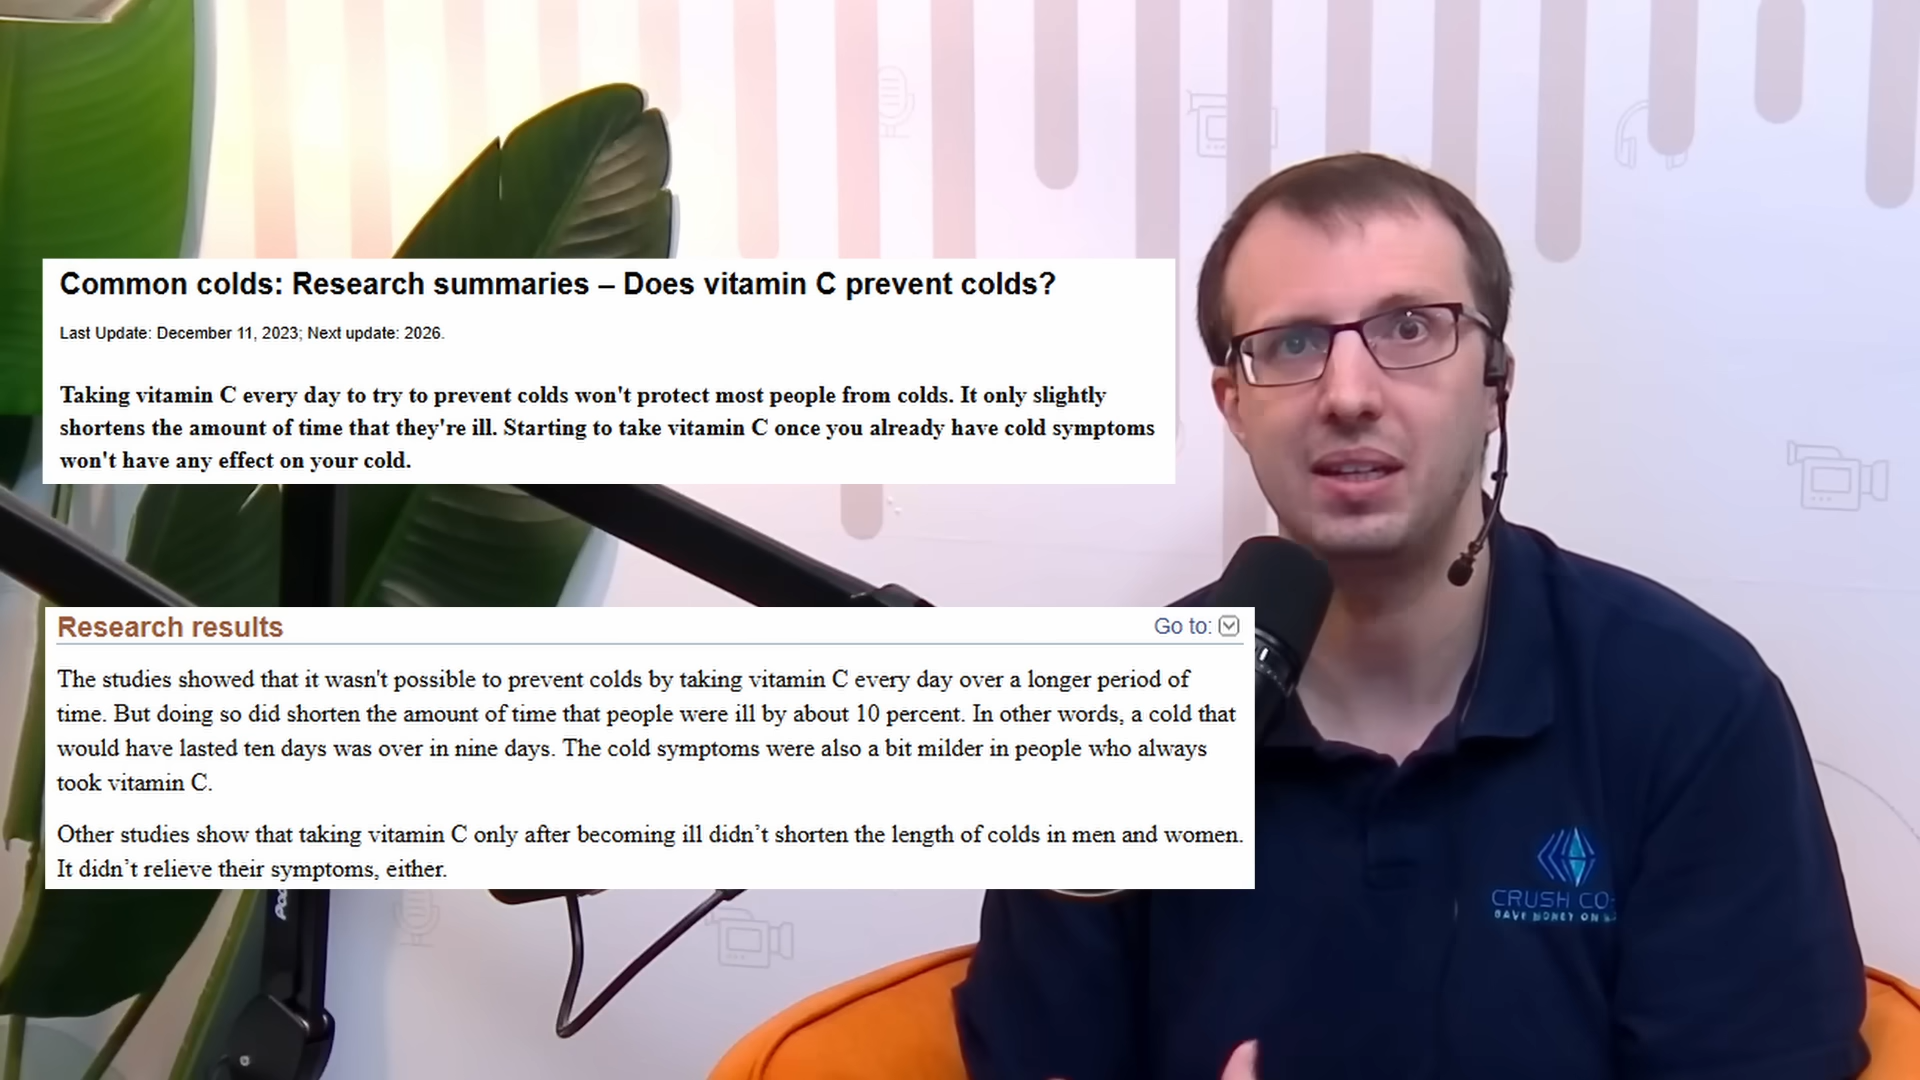 Common colds: Research summaries – Does vitamin C prevent colds?
Last Update: December 11, 2023; Next update: 2026.
Taking vitamin C every day to try to prevent colds won't protect most people from colds. It only slightly
shortens the amount of time that they're ill. Starting to take vitamin C once you already have cold symptoms
won't have any effect on your cold.
Research results
Go to:
The studies showed that it wasn't possible to prevent colds by taking vitamin C every day over a longer period of
time. But doing so did shorten the amount of time that people were ill by about 10 percent. In other words, a cold that
would have lasted ten days was over in nine days. The cold symptoms were also a bit milder in people who always
took vitamin C.
Other studies show that taking vitamin C only after becoming ill didn’t shorten the length of colds in men and women.
It didn’t relieve their symptoms, either.
CRUSH CO
SAVE MONEY ON